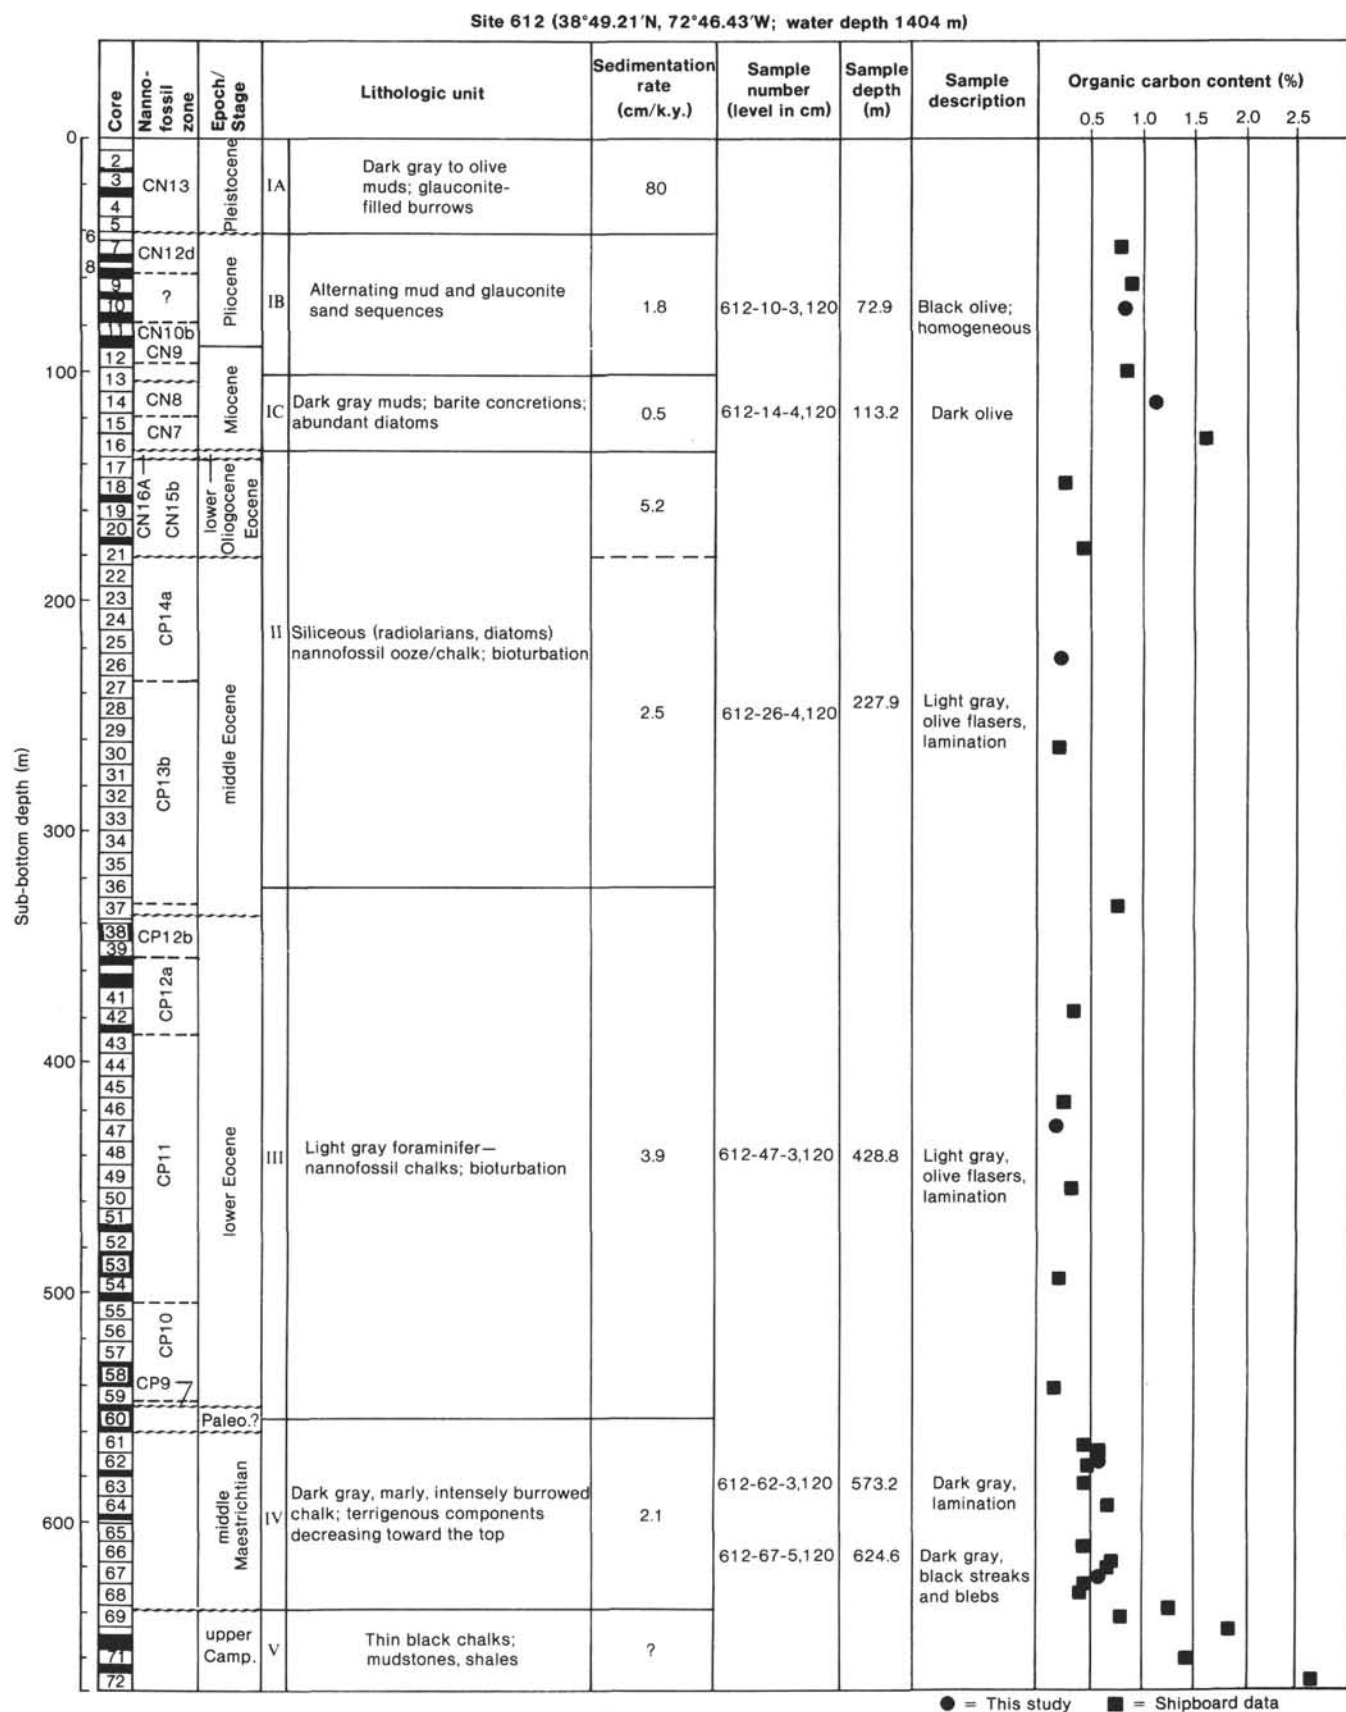 Site 612 (38°49.21′N, 72°46.43′W; water depth 1404 m)
Core
Nanno-
fossil
zone
Epoch/
Stage
Lithologic unit
Sedimentation
rate
(cm/k.y.)
Sample
number
(level in cm)
Sample
depth
(m)
Sample
description
Organic carbon content (%)
0.5 1.0 1.5 2.0 2.5
Sub-bottom depth (m)
0
100
200
300
400
500
600
2
3
4
5
6
7
8
9
10
11
12
13
14
15
16
17
18
19
20
21
22
23
24
25
26
27
28
29
30
31
32
33
34
35
36
37
38
39
41
42
43
44
45
46
47
48
49
50
51
52
53
54
55
56
57
58
59
60
61
62
63
64
65
66
67
68
69
71
72
CN13
CN12d
?
CN10b
CN9
CN8
CN7
CN16A
CN15b
CP14a
CP13b
CP12b
CP12a
CP11
CP10
CP9
Pleistocene
Pliocene
Miocene
lower
Oliogocene
Eocene
middle Eocene
lower Eocene
Paleo.?
middle
Maestrichtian
upper
Camp.
IA
Dark gray to olive
muds; glauconite-
filled burrows
80
IB
Alternating mud and glauconite
sand sequences
1.8
612-10-3,120
72.9
Black olive;
homogeneous
IC
Dark gray muds; barite concretions;
abundant diatoms
0.5
612-14-4,120
113.2
Dark olive
5.2
II
Siliceous (radiolarians, diatoms)
nannofossil ooze/chalk; bioturbation
2.5
612-26-4,120
227.9
Light gray,
olive flasers,
lamination
III
Light gray foraminifer—
nannofossil chalks; bioturbation
3.9
612-47-3,120
428.8
Light gray,
olive flasers,
lamination
IV
Dark gray, marly, intensely burrowed
chalk; terrigenous components
decreasing toward the top
2.1
612-62-3,120
573.2
Dark gray,
lamination
612-67-5,120
624.6
Dark gray,
black streaks
and blebs
V
Thin black chalks;
mudstones, shales
?
● = This study ■ = Shipboard data